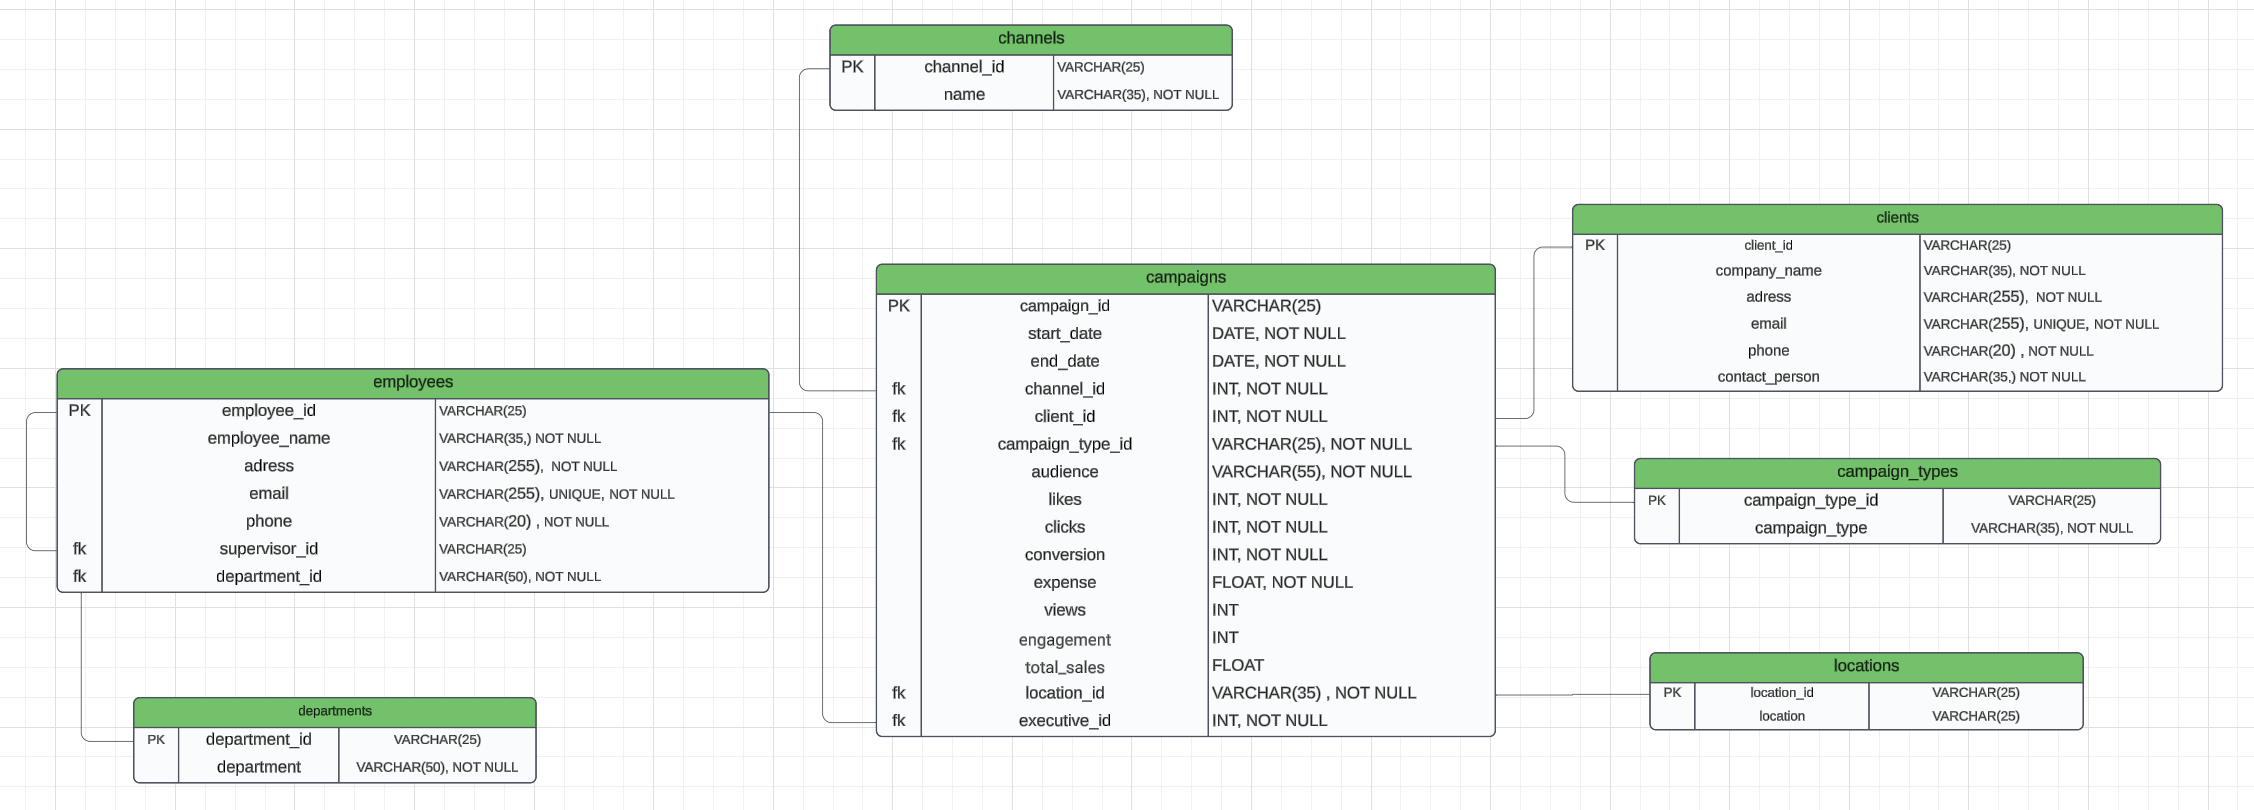 channels
PK channel_id VARCHAR(25)
name VARCHAR(35), NOT NULL
clients
PK client_id VARCHAR(25)
company_name VARCHAR(35), NOT NULL
adress VARCHAR(255), NOT NULL
email VARCHAR(255), UNIQUE, NOT NULL
phone VARCHAR(20) , NOT NULL
contact_person VARCHAR(35,) NOT NULL
campaigns
PK campaign_id VARCHAR(25)
start_date DATE, NOT NULL
end_date DATE, NOT NULL
fk channel_id INT, NOT NULL
fk client_id INT, NOT NULL
fk campaign_type_id VARCHAR(25), NOT NULL
audience VARCHAR(55), NOT NULL
likes INT, NOT NULL
clicks INT, NOT NULL
conversion INT, NOT NULL
expense FLOAT, NOT NULL
views INT
engagement INT
total_sales FLOAT
fk location_id VARCHAR(35) , NOT NULL
fk executive_id INT, NOT NULL
employees
PK employee_id VARCHAR(25)
employee_name VARCHAR(35,) NOT NULL
adress VARCHAR(255), NOT NULL
email VARCHAR(255), UNIQUE, NOT NULL
phone VARCHAR(20) , NOT NULL
fk supervisor_id VARCHAR(25)
fk department_id VARCHAR(50), NOT NULL
campaign_types
PK campaign_type_id VARCHAR(25)
campaign_type VARCHAR(35), NOT NULL
locations
PK location_id VARCHAR(25)
location VARCHAR(25)
departments
PK department_id VARCHAR(25)
department VARCHAR(50), NOT NULL